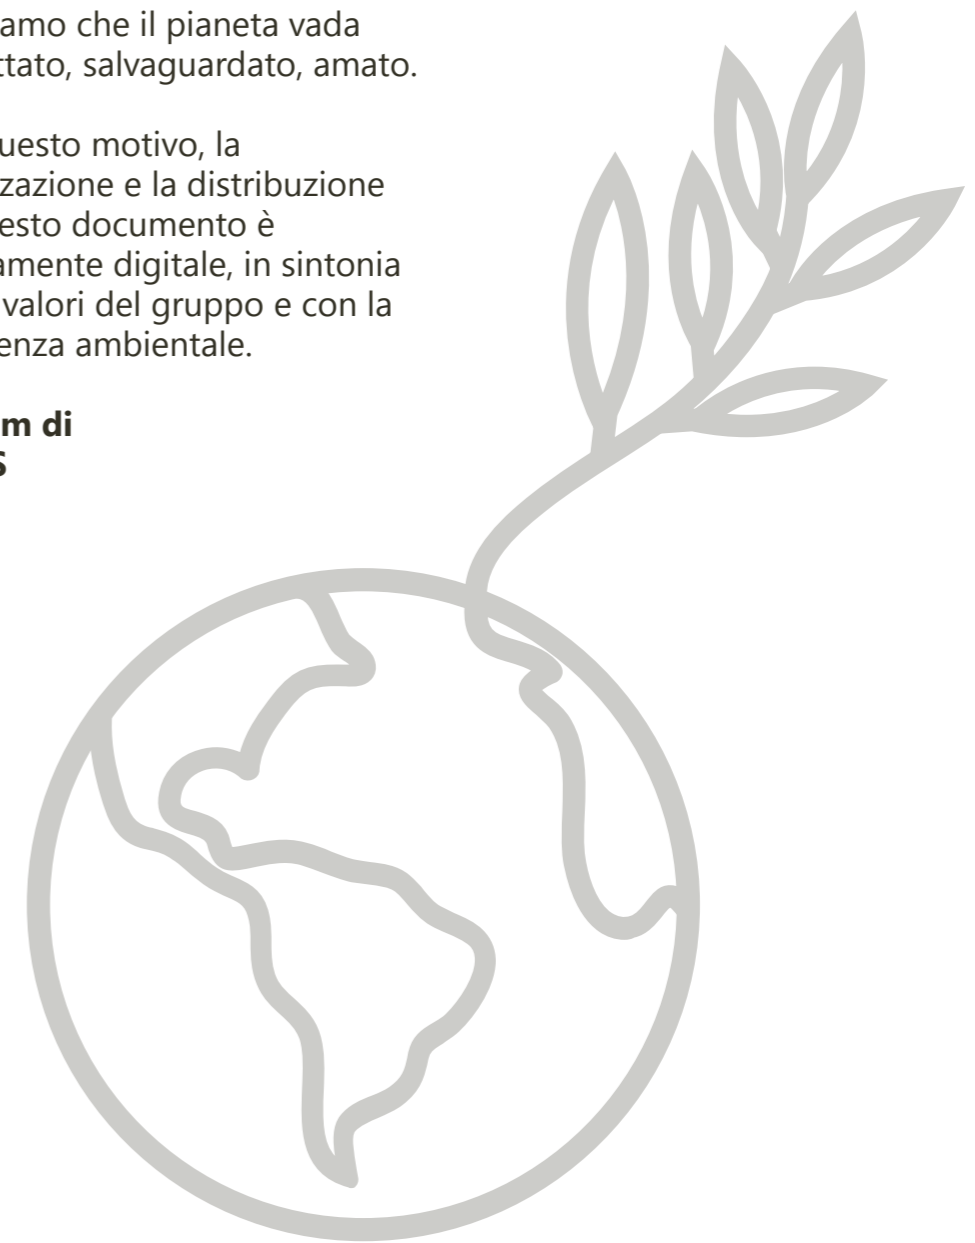 amo che il pianeta vada
ttato, salvaguardato, amato.
uesto motivo, la
zzazione e la distribuzione
esto documento è
amente digitale, in sintonia
valori del gruppo e con la
enza ambientale.
m di
S